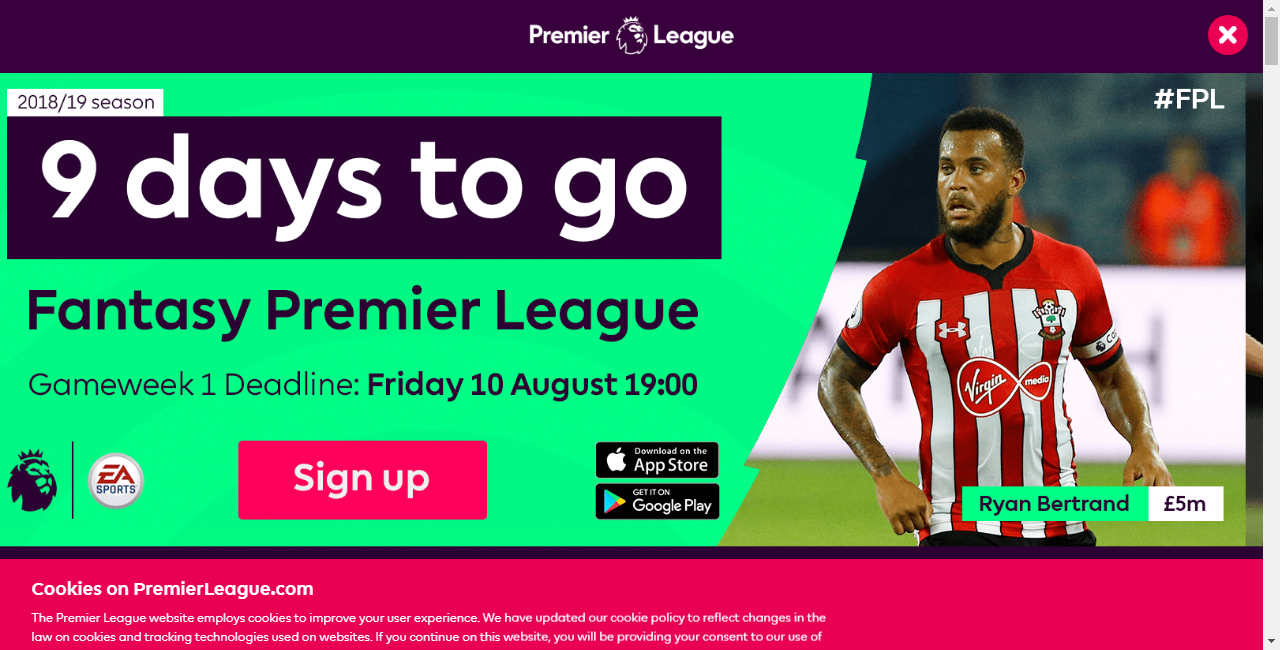 Premier League
#FPL
2018/19 season
9 days to go
Fantasy Premier League
Gameweek 1 Deadline: Friday 10 August 19:00
EA
SPORTS
Sign up
Download on the
App Store
GET IT ON
Google Play
Virgin media
Ryan Bertrand £5m
Cookies on PremierLeague.com
The Premier League website employs cookies to improve your user experience. We have updated our cookie policy to reflect changes in the
law on cookies and tracking technologies used on websites. If you continue on this website, you will be providing your consent to our use of